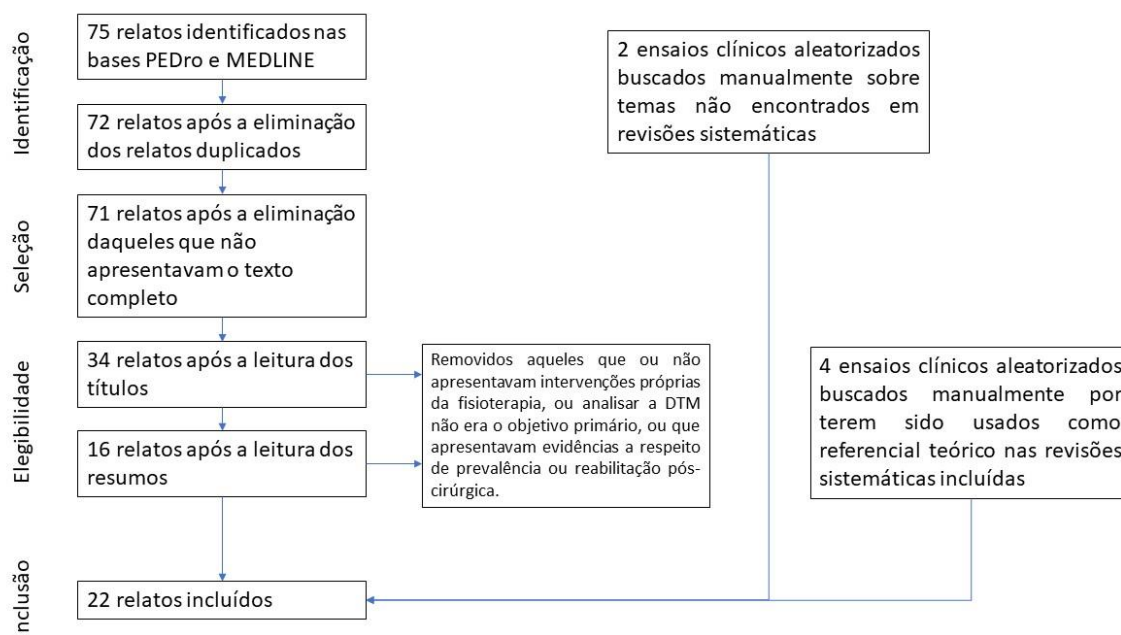 Identificação
75 relatos identificados nas
bases PEDro e MEDLINE
72 relatos após a eliminação
dos relatos duplicados
2 ensaios clínicos aleatorizados
buscados manualmente sobre
temas não encontrados em
revisões sistemáticas
Seleção
71 relatos após a eliminação
daqueles que não
apresentavam o texto
completo
Elegibilidade
34 relatos após a leitura dos
títulos
16 relatos após a leitura dos
resumos
Removidos aqueles que ou não
apresentavam intervenções próprias
da fisioterapia, ou analisar a DTM
não era o objetivo primário, ou que
apresentavam evidências a respeito
de prevalência ou reabilitação pós-
cirúrgica.
4 ensaios clínicos aleatorizados
buscados manualmente por
terem sido usados como
referencial teórico nas revisões
sistemáticas incluídas
nclusão
22 relatos incluídos